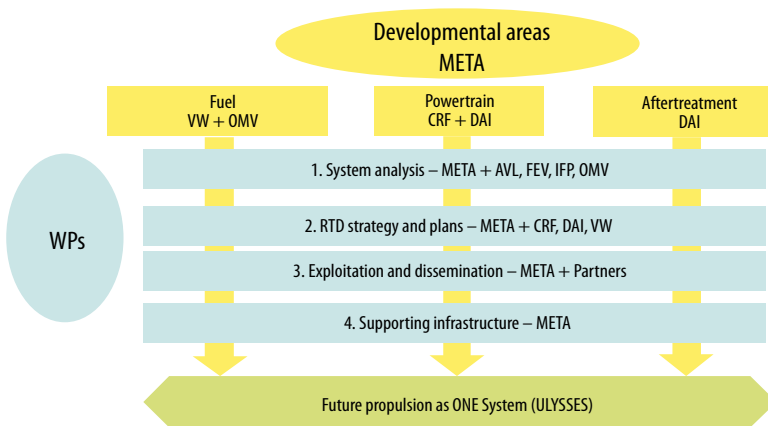 Developmental areas
META
Fuel
VW + OMV
Powertrain
CRF + DAI
Aftertreatment
DAI
WPs
1. System analysis – META + AVL, FEV, IFP, OMV
2. RTD strategy and plans – META + CRF, DAI, VW
3. Exploitation and dissemination – META + Partners
4. Supporting infrastructure – META
Future propulsion as ONE System (ULYSSES)